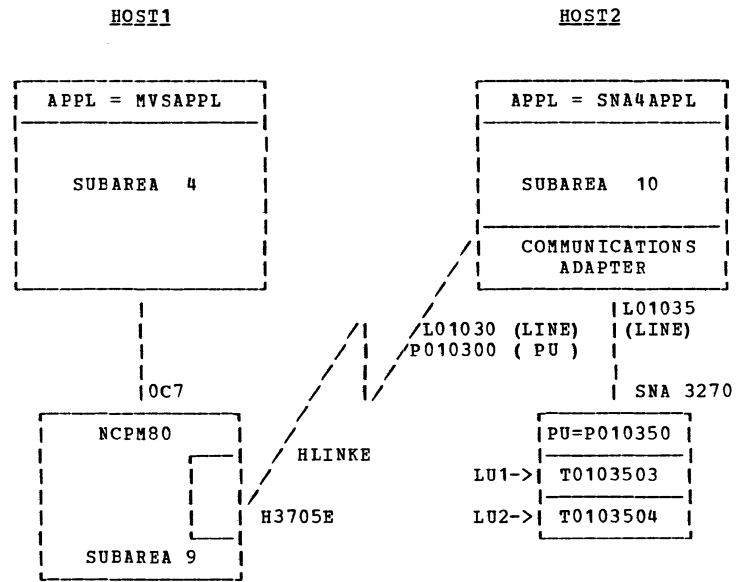 HOST1
HOST2
APPL = MVSAPPL
APPL = SNA4APPL
SUBAREA 4
SUBAREA 10
COMMUNICATIONS
ADAPTER
L01035
(LINE)
L01030 (LINE)
P010300 ( PU )
0C7
SNA 3270
NCPM80
PU=P010350
HLINKE
LU1-> T0103503
H3705E
LU2-> T0103504
SUBAREA 9